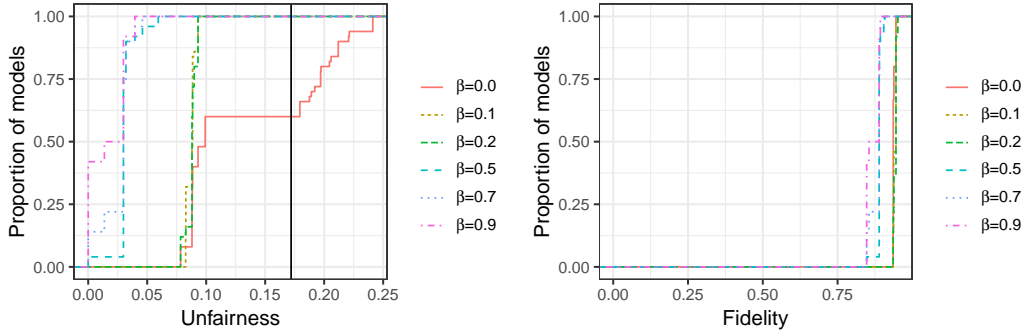 1.00
0.75
0.50
0.25
0.00
Proportion of models
0.00 0.05 0.10 0.15 0.20 0.25
Unfairness
β=0.0
β=0.1
β=0.2
β=0.5
β=0.7
β=0.9
1.00
0.75
0.50
0.25
0.00
Proportion of models
0.00 0.25 0.50 0.75
Fidelity
β=0.0
β=0.1
β=0.2
β=0.5
β=0.7
β=0.9